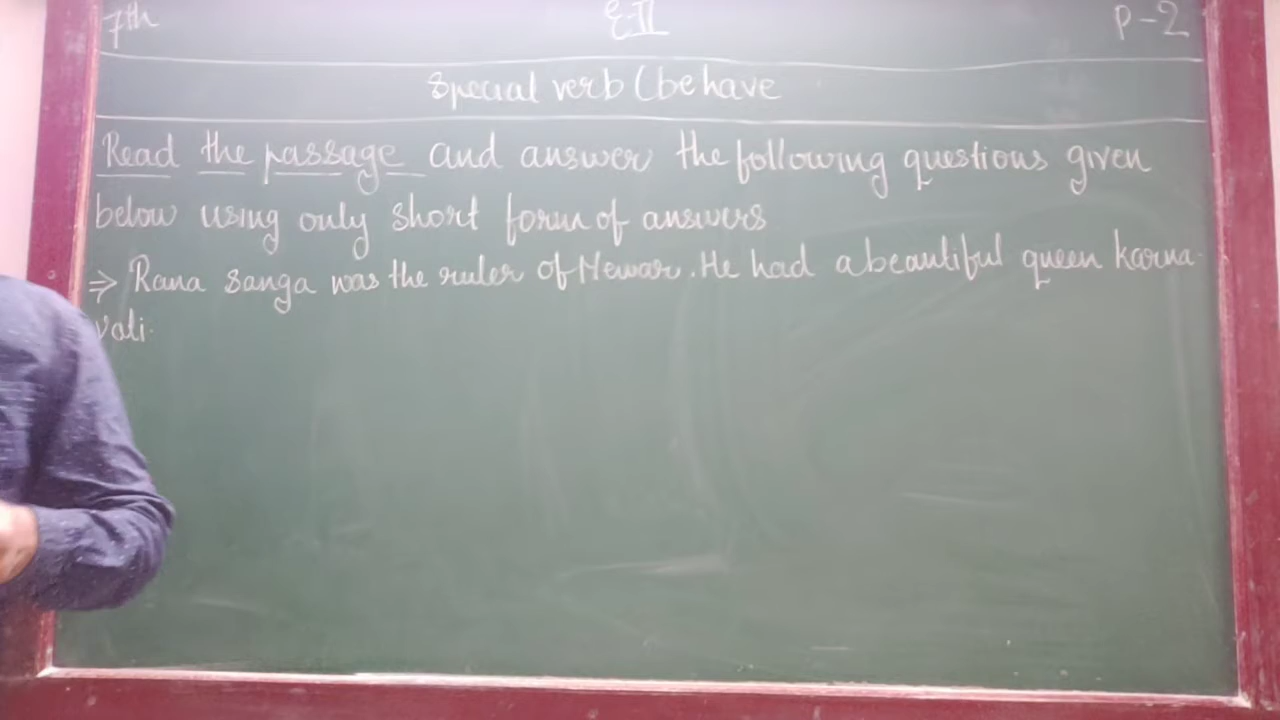 7th E-II P-2
Special verb (be have
Read the passage and answer the following questions given
below using only short form of answers
⇒ Rana Sanga was the ruler of Mewar. He had a beautiful queen karna-
vati.